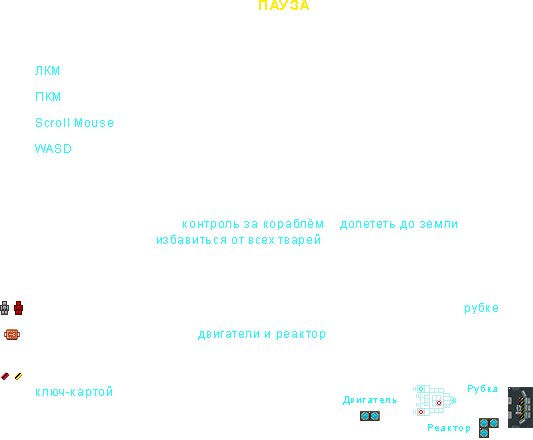 ПАУЗА
ЛКМ
ПКМ
Scroll Mouse
WASD
контроль за кораблём долететь до земли
избавиться от всех тварей
рубке
двигатели и реактор
ключ-картой
Рубка
Двигатель
Реактор